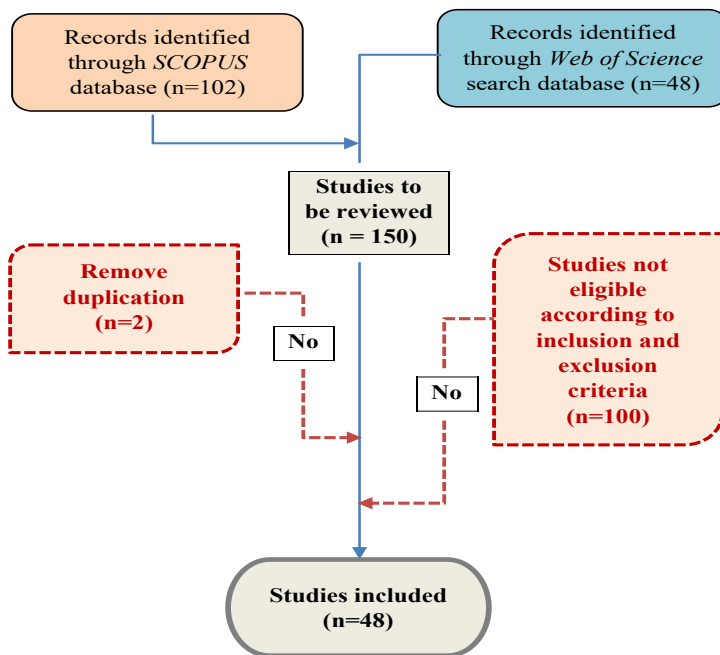 Records identified
through SCOPUS
database (n=102)
Records identified
through Web of Science
search database (n=48)
Studies to
be reviewed
(n = 150)
Remove
duplication
(n=2)
No
Studies not
eligible
according to
inclusion and
exclusion
criteria
(n=100)
No
Studies included
(n=48)